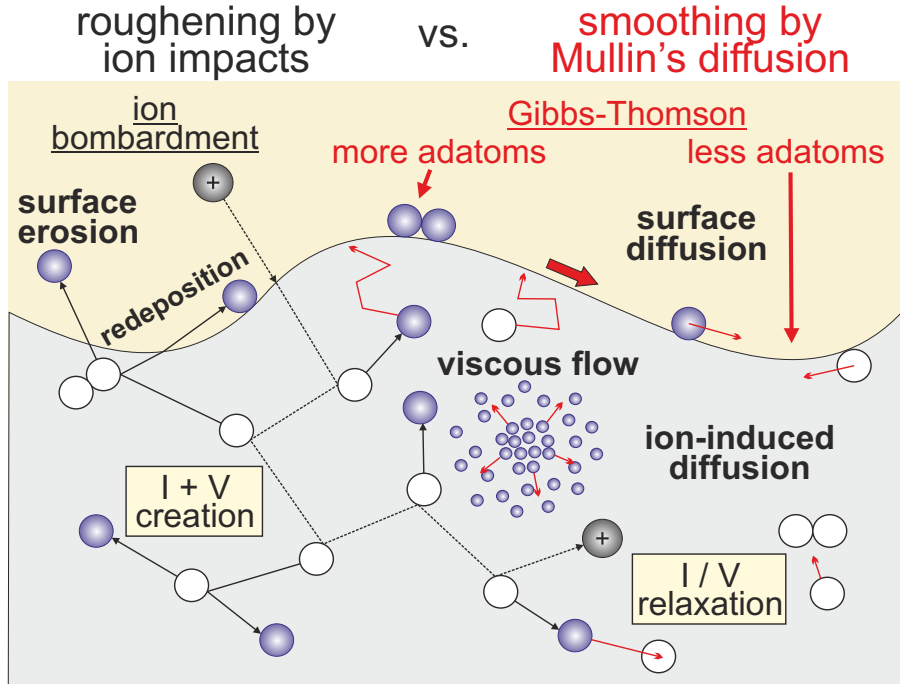 roughening by
ion impacts
vs.
smoothing by
Mullin's diffusion
ion
bombardment
Gibbs-Thomson
more adatoms
less adatoms
+
surface
erosion
surface
diffusion
redeposition
viscous flow
ion-induced
diffusion
I + V
creation
+
I / V
relaxation